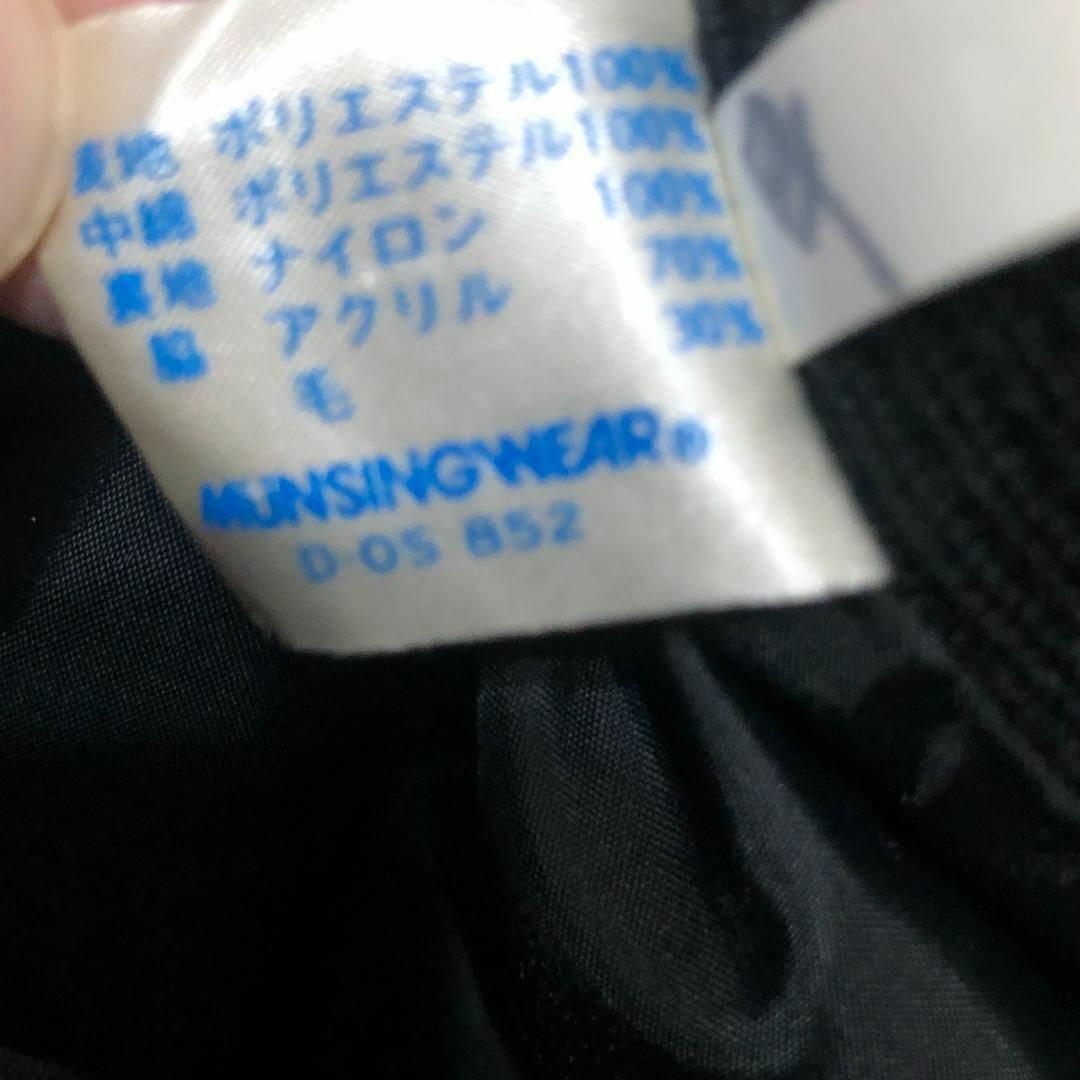 表地 ポリエステル100%
中綿 ポリエステル100%
裏地 ナイロン 100%
脇 アクリル 70%
毛 30%
MUNSINGWEAR®
D-05 852